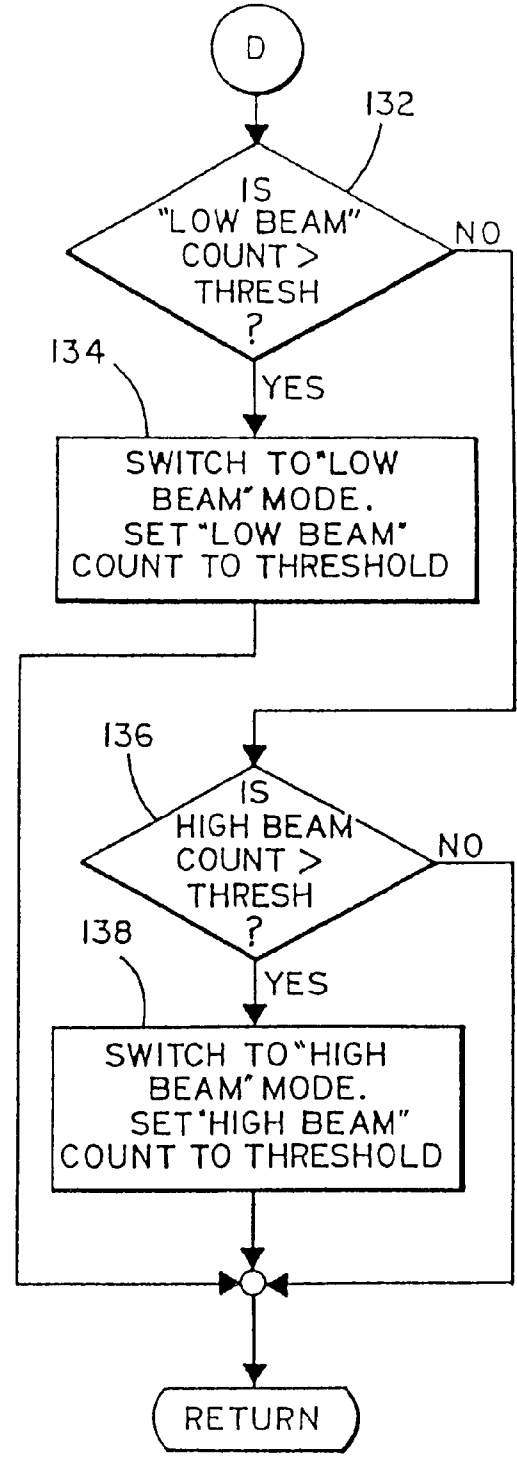 D
132
IS
"LOW BEAM"
COUNT >
THRESH
?
NO
134
YES
SWITCH TO "LOW
BEAM" MODE.
SET "LOW BEAM"
COUNT TO THRESHOLD
136
IS
HIGH BEAM
COUNT >
THRESH
?
NO
138
YES
SWITCH TO "HIGH
BEAM" MODE.
SET "HIGH BEAM"
COUNT TO THRESHOLD
RETURN